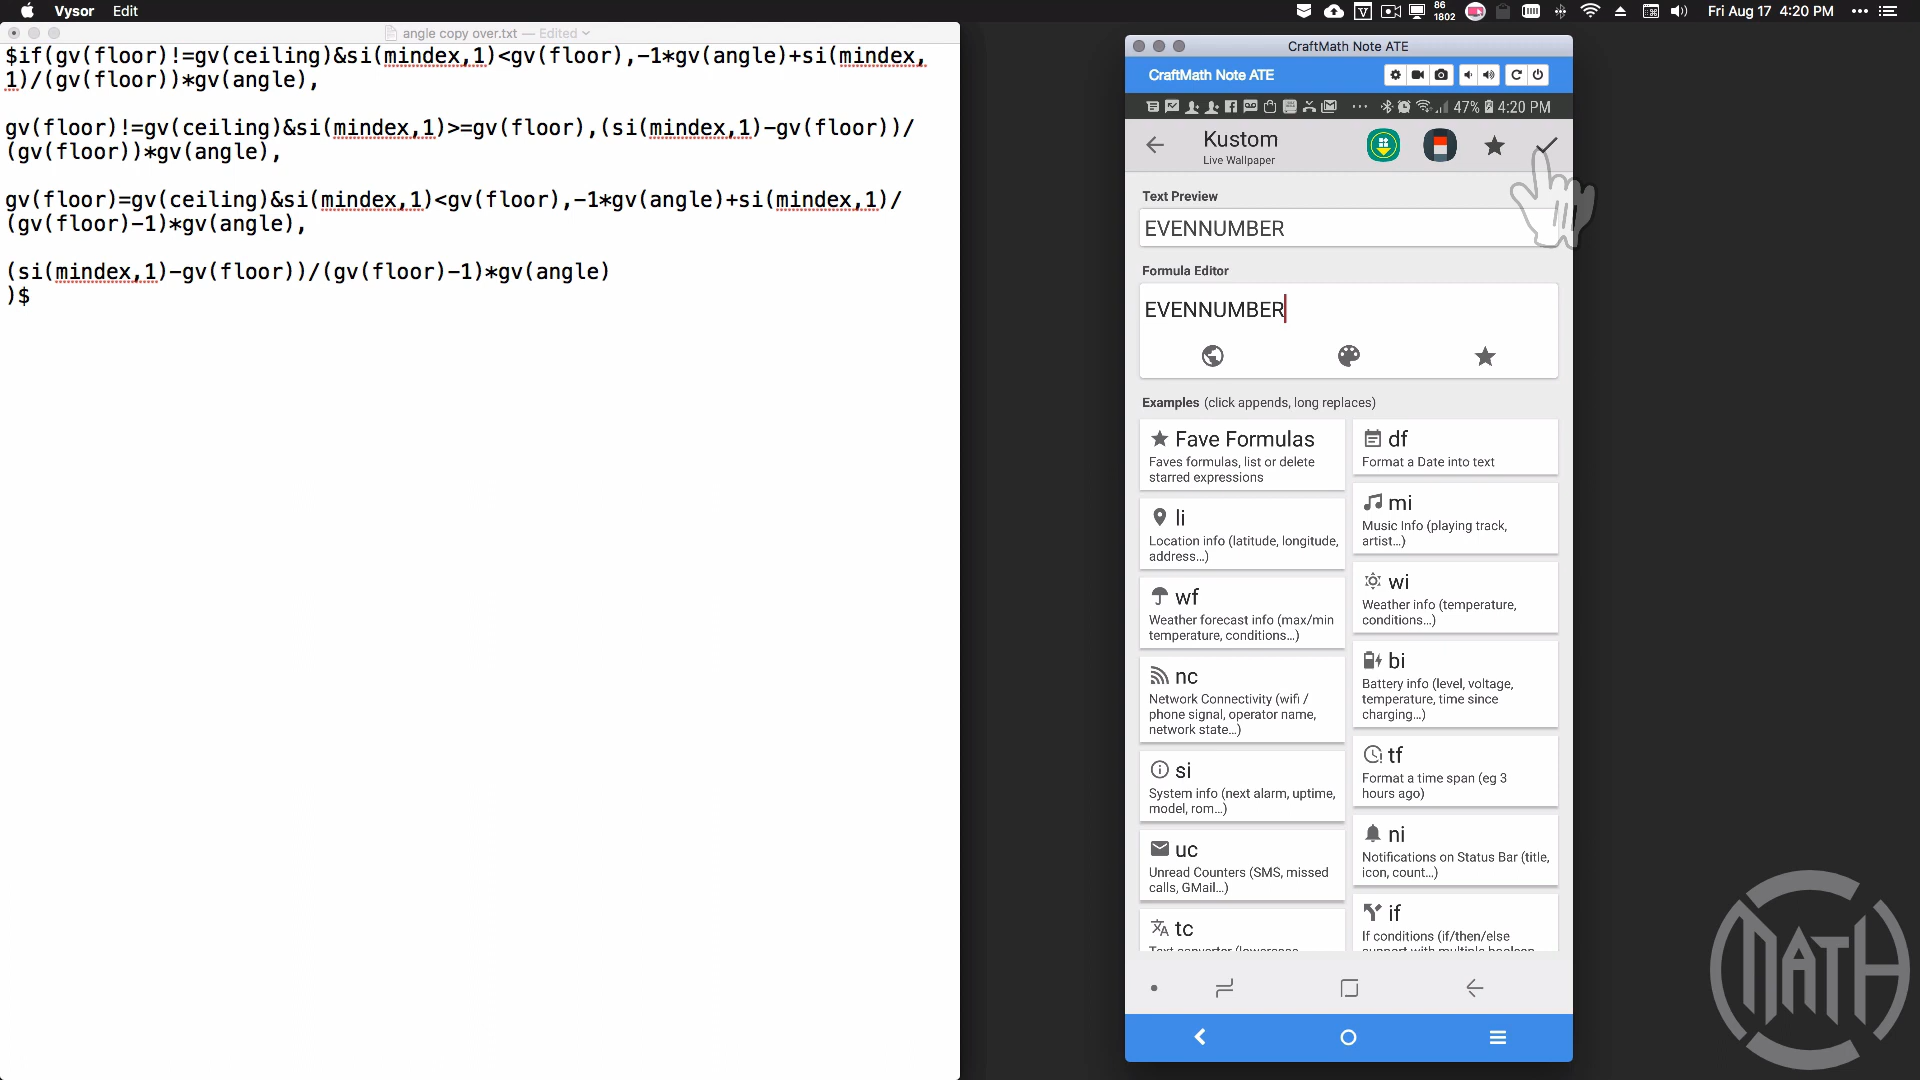 Vysor Edit
86
1802
Fri Aug 17 4:20 PM
angle copy over.txt — Edited
$if(gv(floor)!=gv(ceiling)&si(mindex,1)<gv(floor),-1*gv(angle)+si(mindex,
1)/(gv(floor))*gv(angle),
gv(floor)!=gv(ceiling)&si(mindex,1)>=gv(floor),(si(mindex,1)-gv(floor))/
(gv(floor))*gv(angle),
gv(floor)=gv(ceiling)&si(mindex,1)<gv(floor),-1*gv(angle)+si(mindex,1)/
(gv(floor)-1)*gv(angle),
(si(mindex,1)-gv(floor))/(gv(floor)-1)*gv(angle)
)$
CraftMath Note ATE
CraftMath Note ATE
47% 4:20 PM
Kustom
Live Wallpaper
Text Preview
EVENNUMBER
Formula Editor
EVENNUMBER
Examples (click appends, long replaces)
Fave Formulas
Faves formulas, list or delete
starred expressions
df
Format a Date into text
li
Location info (latitude, longitude,
address...)
mi
Music Info (playing track,
artist...)
wf
Weather forecast info (max/min
temperature, conditions...)
wi
Weather info (temperature,
conditions...)
nc
Network Connectivity (wifi /
phone signal, operator name,
network state...)
bi
Battery info (level, voltage,
temperature, time since
charging...)
si
System info (next alarm, uptime,
model, rom...)
tf
Format a time span (eg 3
hours ago)
uc
Unread Counters (SMS, missed
calls, GMail...)
ni
Notifications on Status Bar (title,
icon, count...)
tc
if
If conditions (if/then/else
MATH